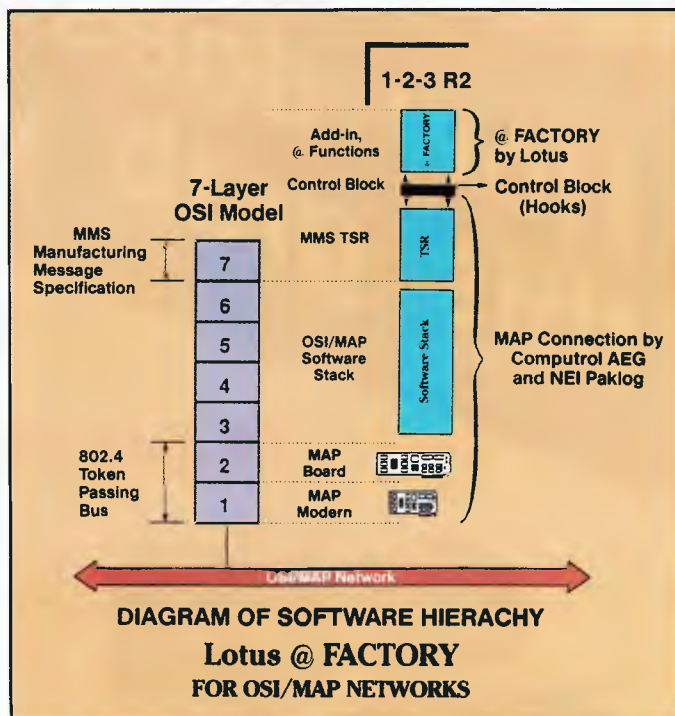 1-2-3 R2
Add-in,
@ Functions
@ FACTORY
@ FACTORY
by Lotus
7-Layer
OSI Model
Control Block
Control Block
(Hooks)
MMS
Manufacturing
Message
Specification
7
MMS TSR
TSR
6
5
4
3
OSI/MAP
Software
Stack
Software Stack
MAP Connection by
Computrol AEG
and NEI Paklog
802.4
Token
Passing
Bus
2
MAP
Board
1
MAP
Modern
OSI/MAP Network
DIAGRAM OF SOFTWARE HIERACHY
Lotus @ FACTORY
FOR OSI/MAP NETWORKS